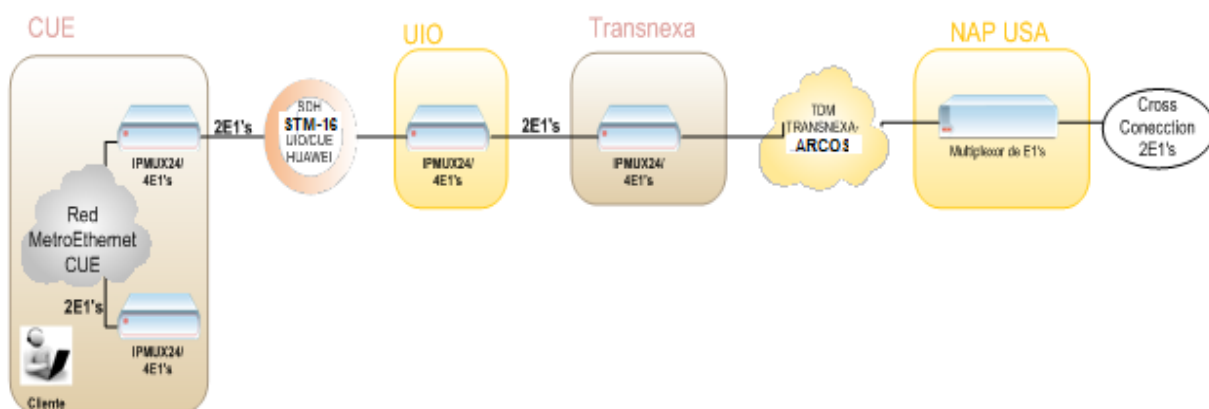 CUE
UIO
Transnexa
NAP USA
IPMUX24/
4E1's
2E1's
SDH
STM-16
UIO/CUE
HUAWEI
IPMUX24/
4E1's
2E1's
IPMUX24/
4E1's
TDM
TRANSNEXA/
ARCOS
Multiplexor de E1's
Cross
Conecction
2E1's
Red
MetroEthernet
CUE
2E1's
IPMUX24/
4E1's
Cliente